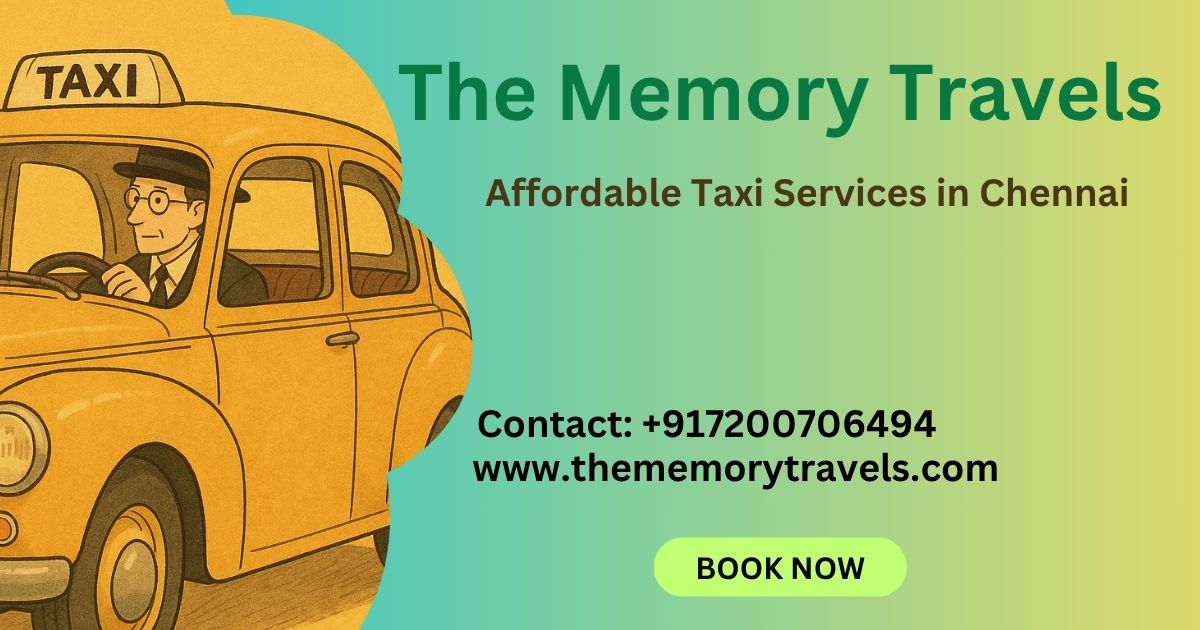 TAXI
The Memory Travels
Affordable Taxi Services in Chennai
Contact: +917200706494
www.thememorytravels.com
BOOK NOW